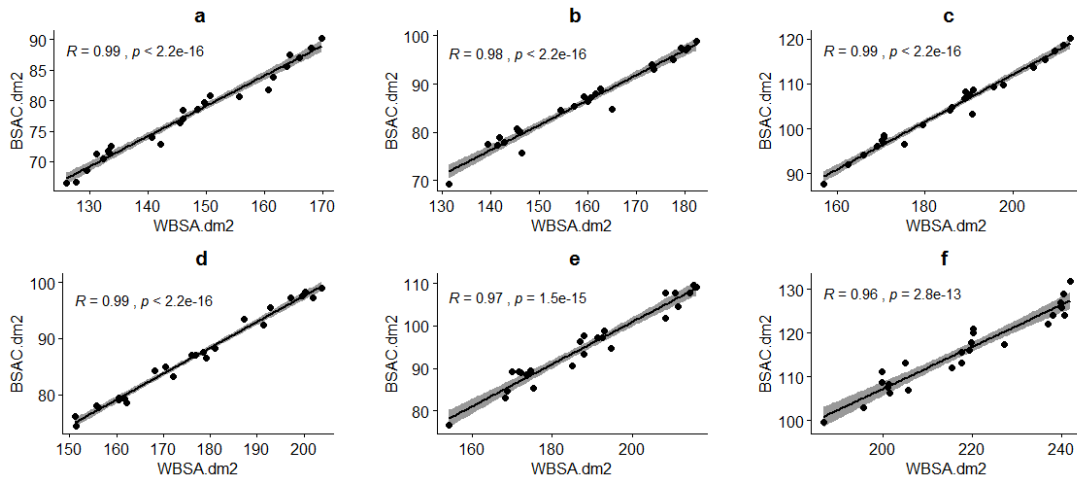 a
R = 0.99 , p < 2.2e-16
BSAC.dm2
90
85
80
75
70
130 140 150 160 170
WBSA.dm2
b
R = 0.98 , p < 2.2e-16
BSAC.dm2
100
90
80
70
130 140 150 160 170 180
WBSA.dm2
c
R = 0.99 , p < 2.2e-16
BSAC.dm2
120
110
100
90
160 180 200
WBSA.dm2
d
R = 0.99 , p < 2.2e-16
BSAC.dm2
100
90
80
150 160 170 180 190 200
WBSA.dm2
e
R = 0.97 , p = 1.5e-15
BSAC.dm2
110
100
90
80
160 180 200
WBSA.dm2
f
R = 0.96 , p = 2.8e-13
BSAC.dm2
130
120
110
100
200 220 240
WBSA.dm2